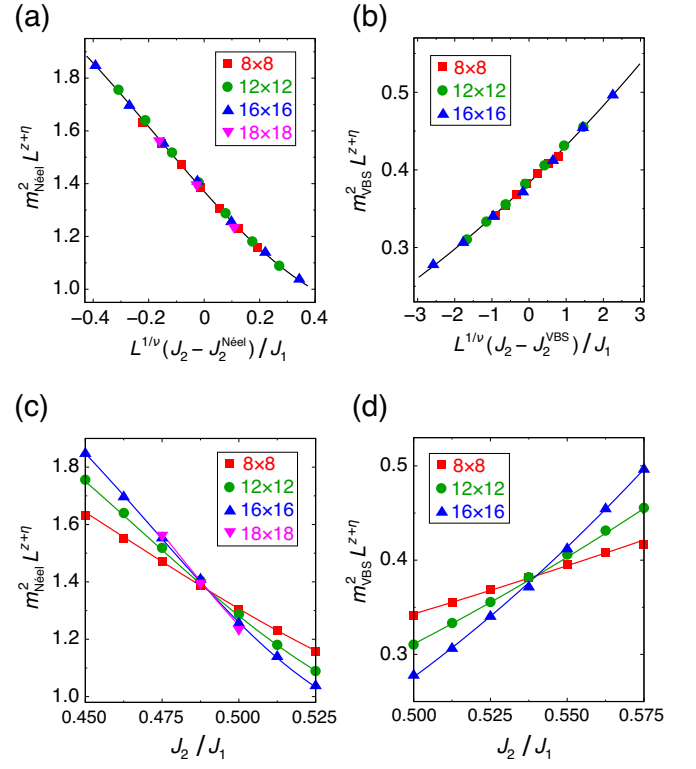 (a)
(b)
m²Néel L^{z+η}
1.8
1.6
1.4
1.2
1.0
8×8
12×12
16×16
18×18
−0.4 −0.2 0 0.2 0.4
L^{1/ν}(J₂ − J₂^{Néel})/J₁
m²VBS L^{z+η}
0.5
0.4
0.3
8×8
12×12
16×16
−3 −2 −1 0 1 2 3
L^{1/ν}(J₂ − J₂^{VBS})/J₁
(c)
(d)
m²Néel L^{z+η}
1.8
1.6
1.4
1.2
1.0
8×8
12×12
16×16
18×18
0.450 0.475 0.500 0.525
J₂/J₁
m²VBS L^{z+η}
0.5
0.4
0.3
8×8
12×12
16×16
0.500 0.525 0.550 0.575
J₂/J₁